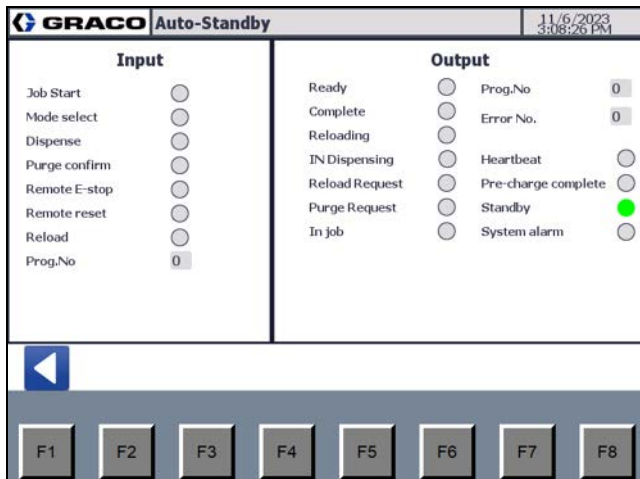 GRACO Auto-Standby 11/6/2023
3:08:26 PM
Input
Job Start
Mode select
Dispense
Purge confirm
Remote E-stop
Remote reset
Reload
Prog.No 0
Output
Ready
Complete
Reloading
IN Dispensing
Reload Request
Purge Request
In job
Prog.No 0
Error No. 0
Heartbeat
Pre-charge complete
Standby
System alarm
F1 F2 F3 F4 F5 F6 F7 F8